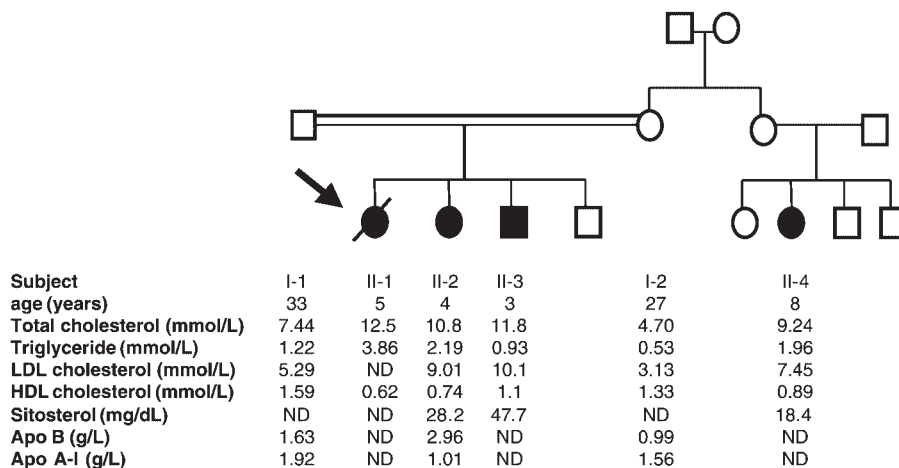 Subject I-1 II-1 II-2 II-3 I-2 II-4
age (years) 33 5 4 3 27 8
Total cholesterol (mmol/L) 7.44 12.5 10.8 11.8 4.70 9.24
Triglyceride (mmol/L) 1.22 3.86 2.19 0.93 0.53 1.96
LDL cholesterol (mmol/L) 5.29 ND 9.01 10.1 3.13 7.45
HDL cholesterol (mmol/L) 1.59 0.62 0.74 1.1 1.33 0.89
Sitosterol (mg/dL) ND ND 28.2 47.7 ND 18.4
Apo B (g/L) 1.63 ND 2.96 ND 0.99 ND
Apo A-I (g/L) 1.92 ND 1.01 ND 1.56 ND